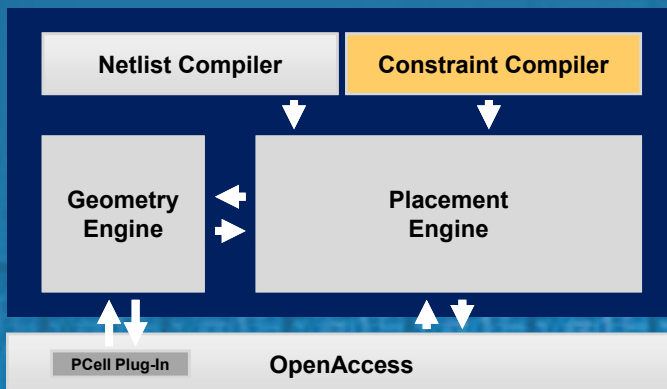 Netlist Compiler
Constraint Compiler
Geometry
Engine
Placement
Engine
PCell Plug-In
OpenAccess